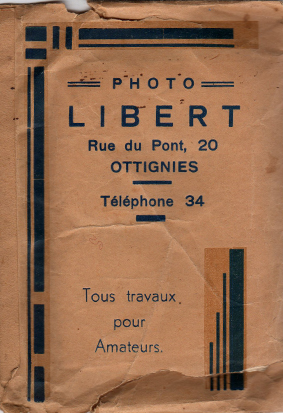 PHOTO
LIBERT
Rue du Pont, 20
OTTIGNIES
Téléphone 34
Tous travaux
pour
Amateurs.